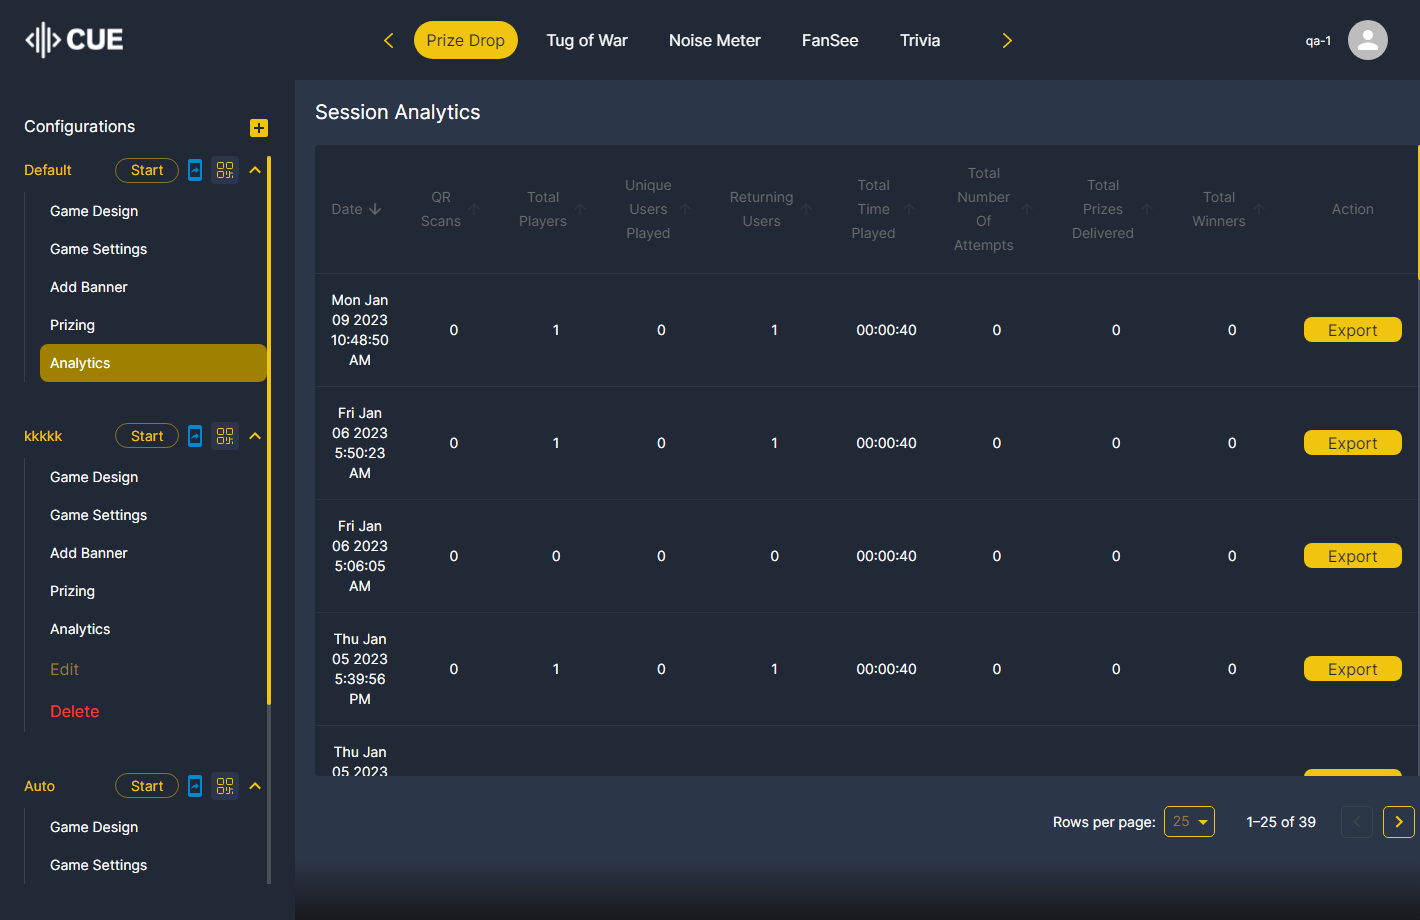 CUE
Prize Drop
Tug of War
Noise Meter
FanSee
Trivia
qa-1
Configurations
Default
Start
Game Design
Game Settings
Add Banner
Prizing
Analytics
kkkkk
Start
Game Design
Game Settings
Add Banner
Prizing
Analytics
Edit
Delete
Auto
Start
Game Design
Game Settings
Session Analytics
Date
QR
Scans
Total
Players
Unique
Users
Played
Returning
Users
Total
Time
Played
Total
Number
Of
Attempts
Total
Prizes
Delivered
Total
Winners
Action
Mon Jan
09 2023
10:48:50
AM
0
1
0
1
00:00:40
0
0
0
Export
Fri Jan
06 2023
5:50:23
AM
0
1
0
1
00:00:40
0
0
0
Export
Fri Jan
06 2023
5:06:05
AM
0
0
0
0
00:00:40
0
0
0
Export
Thu Jan
05 2023
5:39:56
PM
0
1
0
1
00:00:40
0
0
0
Export
Thu Jan
05 2023
Rows per page:
25
1–25 of 39